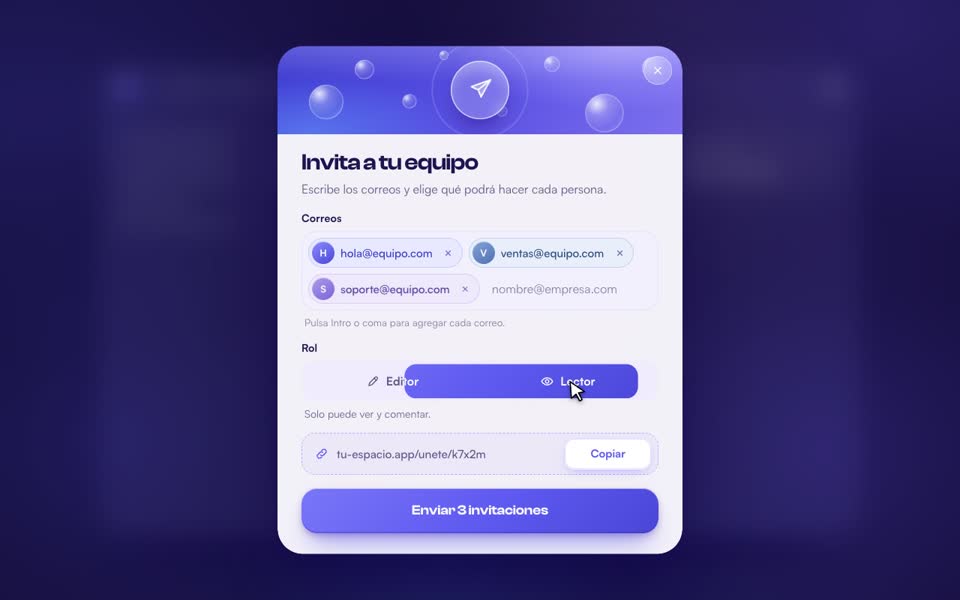 Invita a tu equipo
Escribe los correos y elige qué podrá hacer cada persona.
Correos
H hola@equipo.com × V ventas@equipo.com ×
S soporte@equipo.com × nombre@empresa.com
Pulsa Intro o coma para agregar cada correo.
Rol
Editor Lector
Solo puede ver y comentar.
tu-espacio.app/unete/k7x2m Copiar
Enviar 3 invitaciones